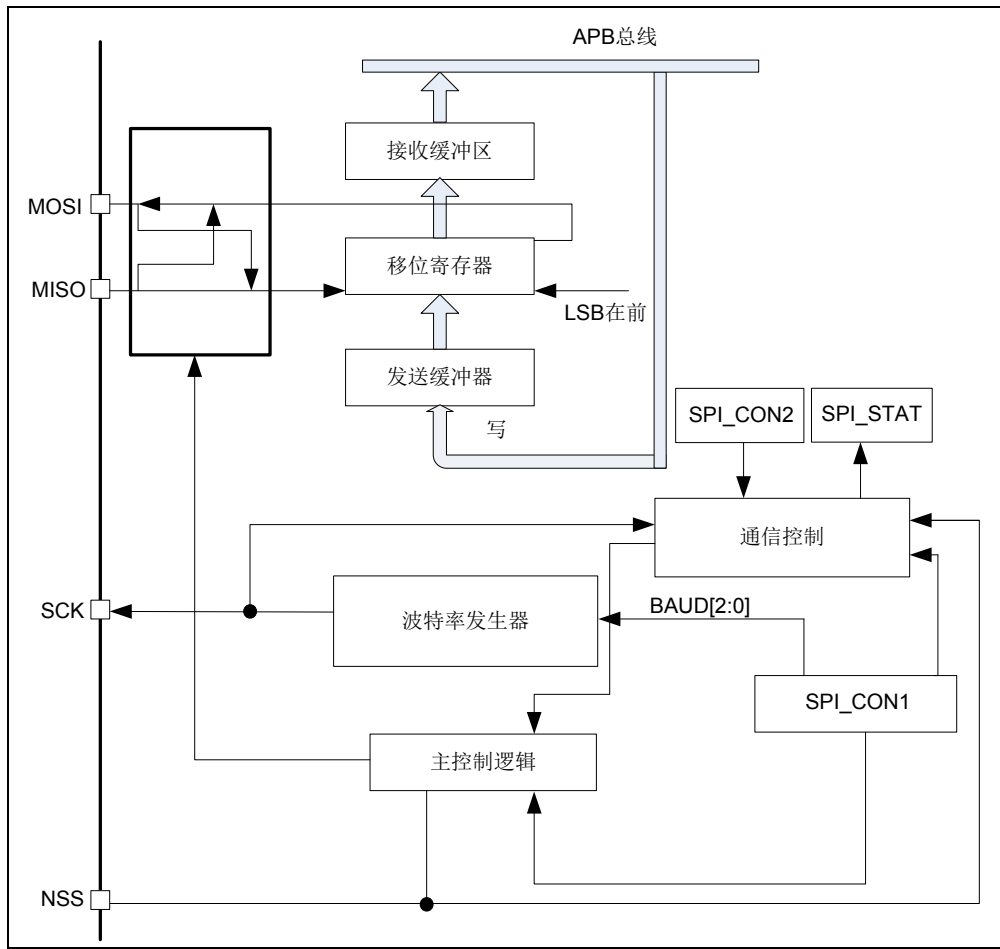 APB总线
接收缓冲区
MOSI
移位寄存器
MISO
LSB在前
发送缓冲器
写
SPI_CON2
SPI_STAT
通信控制
SCK
波特率发生器
BAUD[2:0]
SPI_CON1
主控制逻辑
NSS